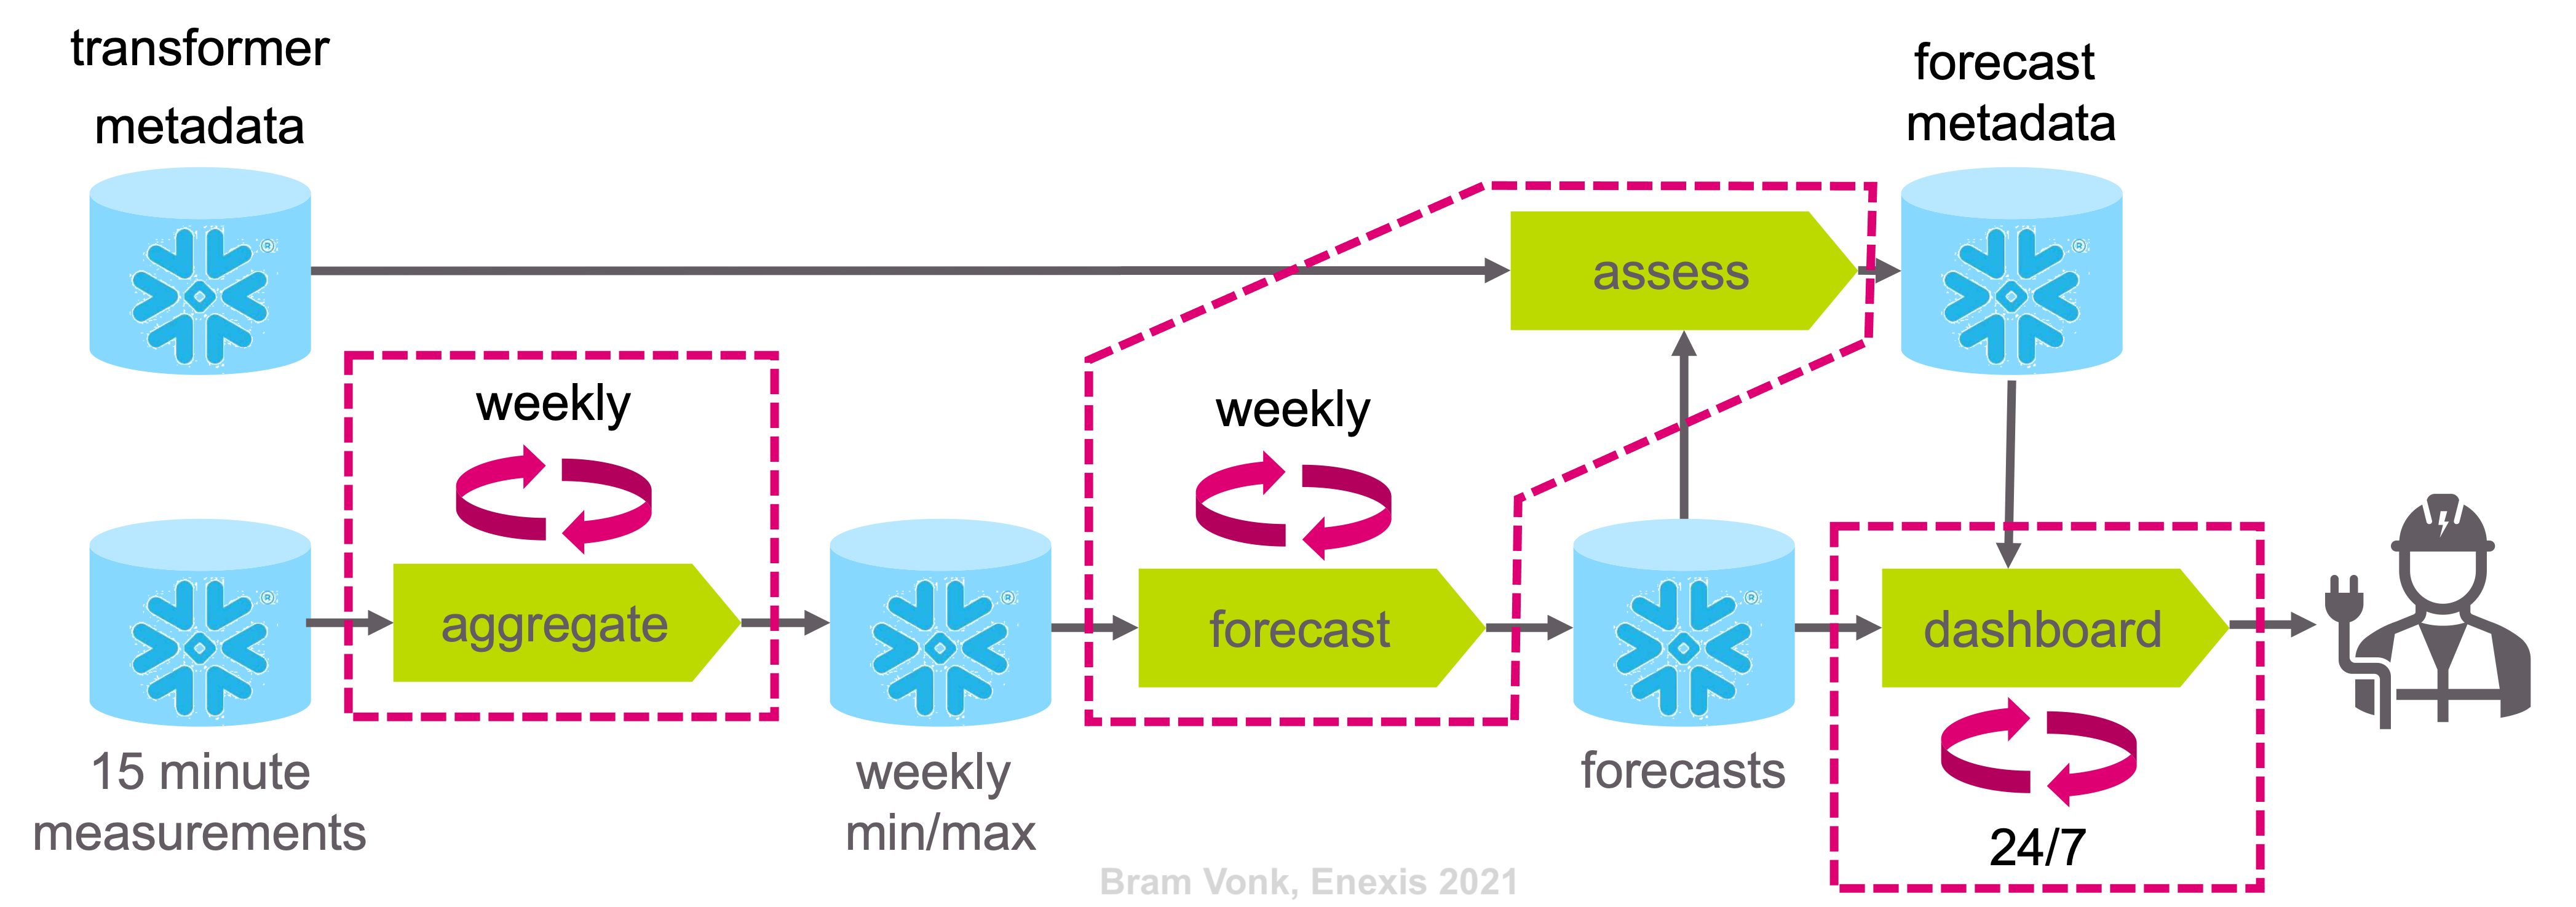 transformer
metadata
forecast
metadata
assess
®
®
weekly
weekly
aggregate
®
®
forecast
®
dashboard
15 minute
measurements
weekly
min/max
forecasts
24/7
Bram Vonk, Enexis 2021